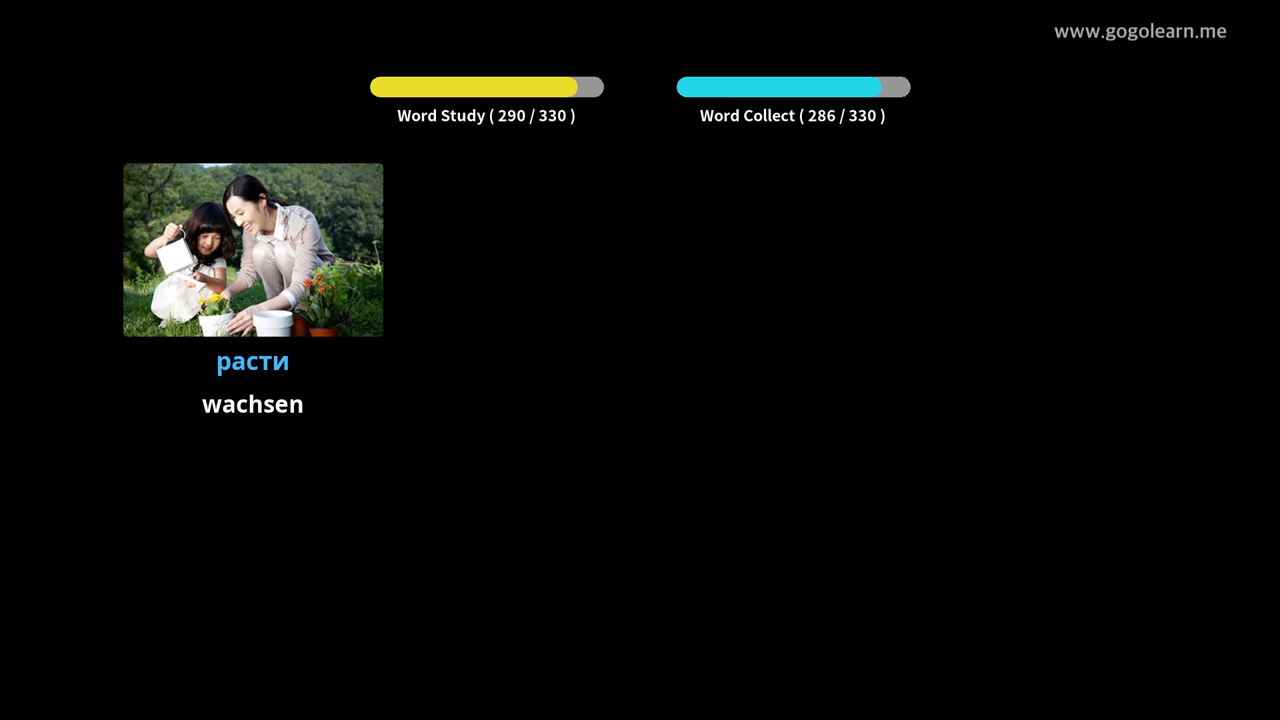 www.gogolearn.me
Word Study ( 290 / 330 )
Word Collect ( 286 / 330 )
расти
wachsen